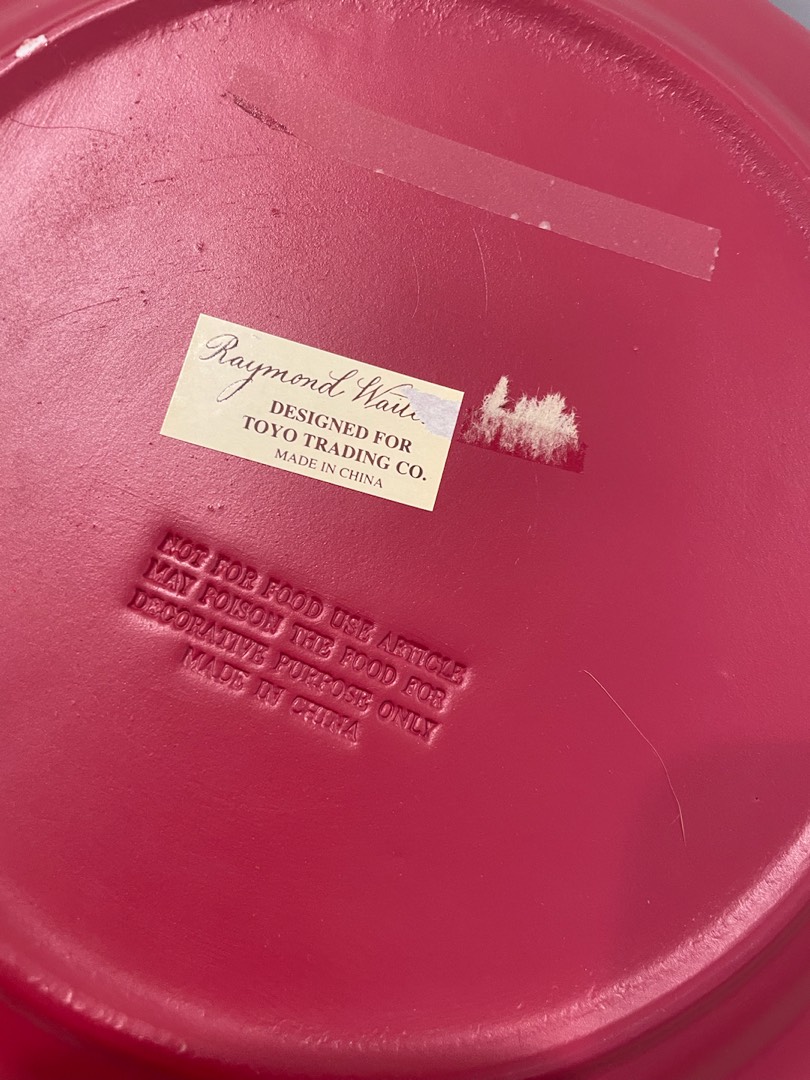 Raymond
DESIGNED FOR
TOYO TRADING CO.
MADE IN CHINA
NOT FOR FOOD USE ARTICLE
MAY POISON THE FOOD FOR
DECORATIVE PURPOSE ONLY
MADE IN CHINA